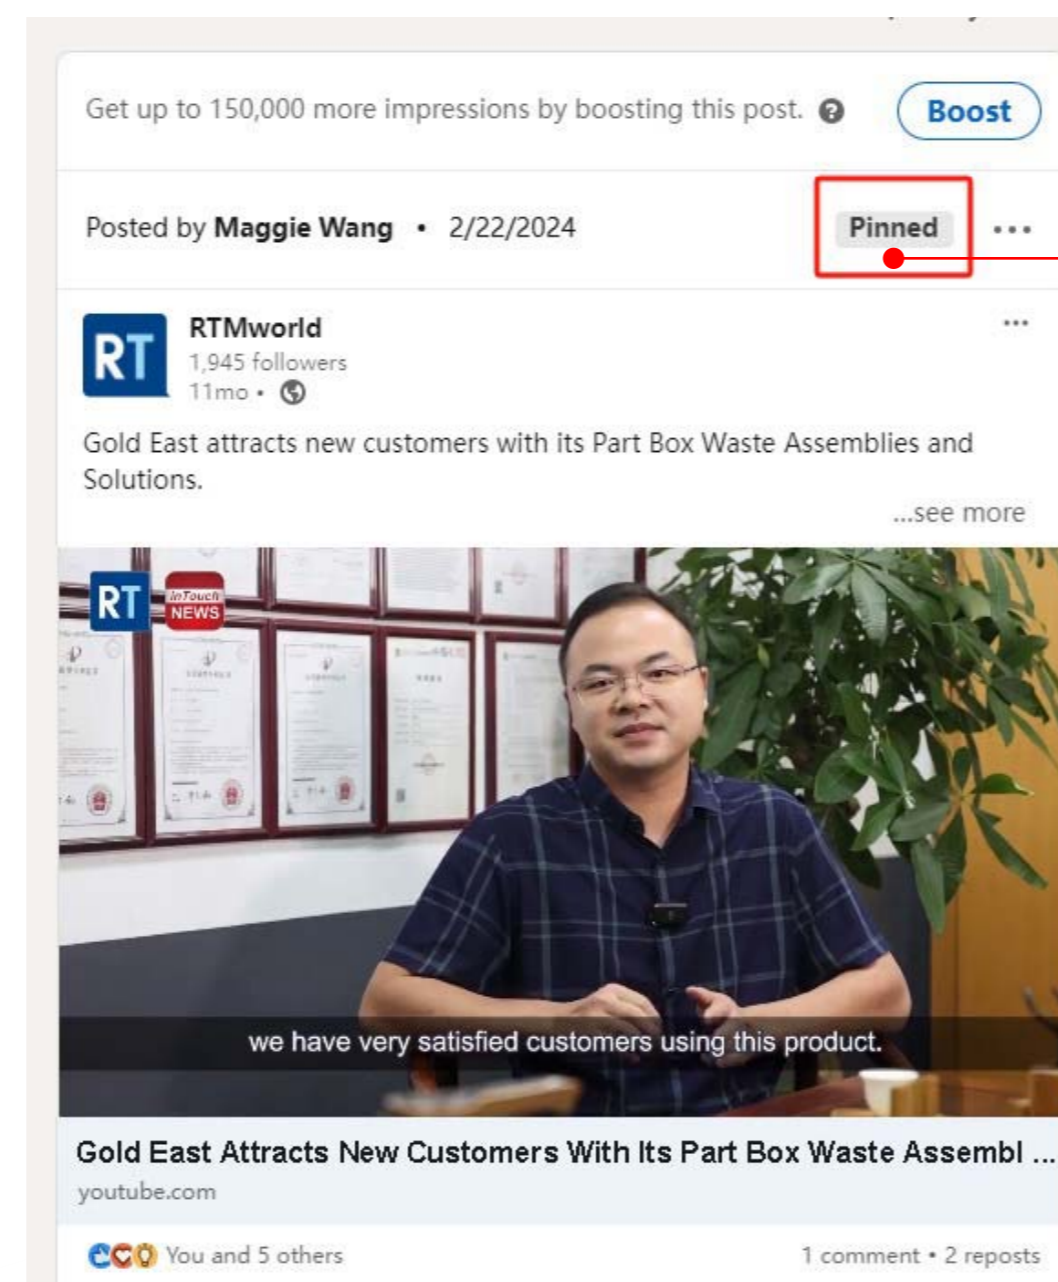 Get up to 150,000 more impressions by boosting this post. ?
Boost
Posted by Maggie Wang • 2/22/2024
Pinned
...
RT
RTMworld
...
1,945 followers
11mo •
Gold East attracts new customers with its Part Box Waste Assemblies and
Solutions.
...see more
RT
InTouch
NEWS
we have very satisfied customers using this product.
Gold East Attracts New Customers With Its Part Box Waste Assembl ...
youtube.com
You and 5 others
1 comment • 2 reposts